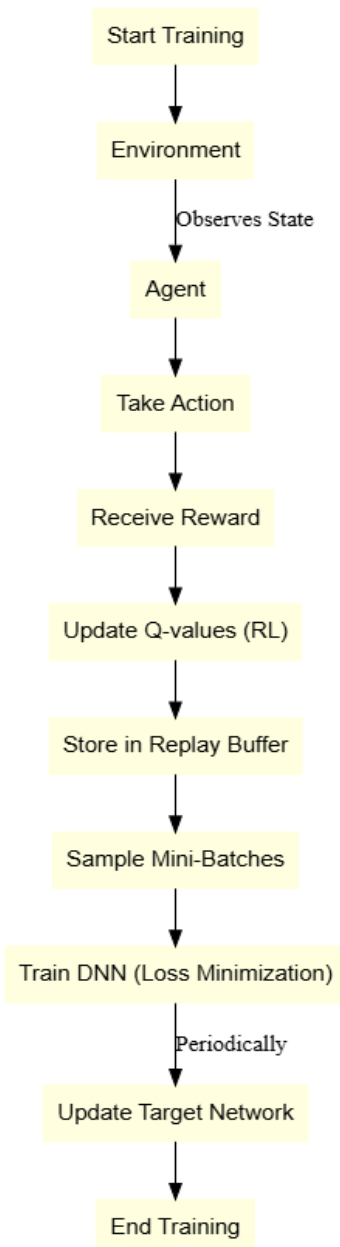 Start Training
Environment
Observes State
Agent
Take Action
Receive Reward
Update Q-values (RL)
Store in Replay Buffer
Sample Mini-Batches
Train DNN (Loss Minimization)
Periodically
Update Target Network
End Training